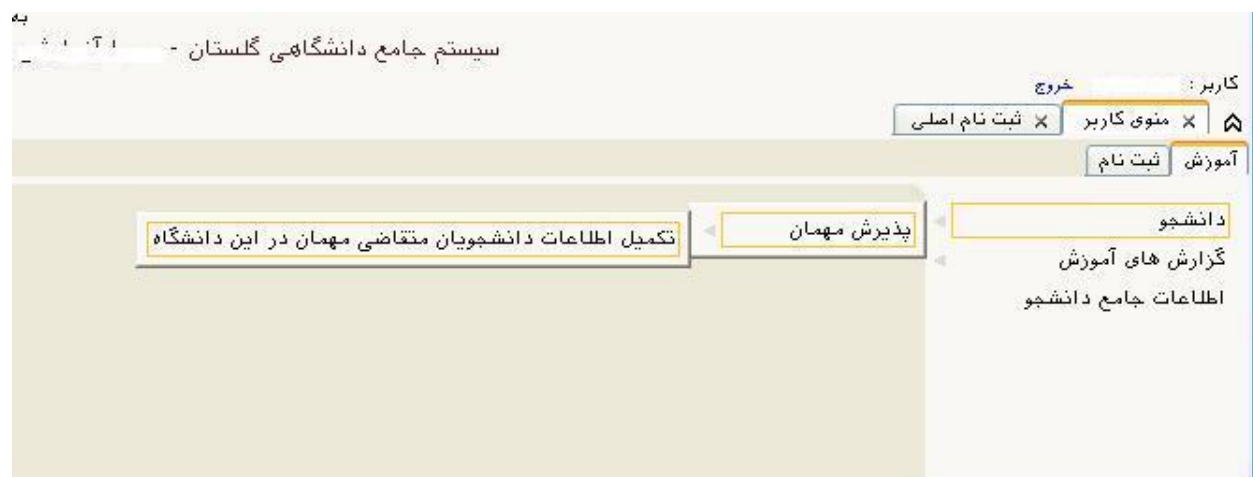 به
سیستم جامع دانشگاهی گلستان -
کاربر : خروج
منوی کاربر X ثبت نام اصلی X
آموزش ثبت نام
دانشجو
پذیرش مهمان
تکمیل اطلاعات دانشجویان متقاضی مهمان در این دانشگاه
گزارش های آموزش
اطلاعات جامع دانشجو